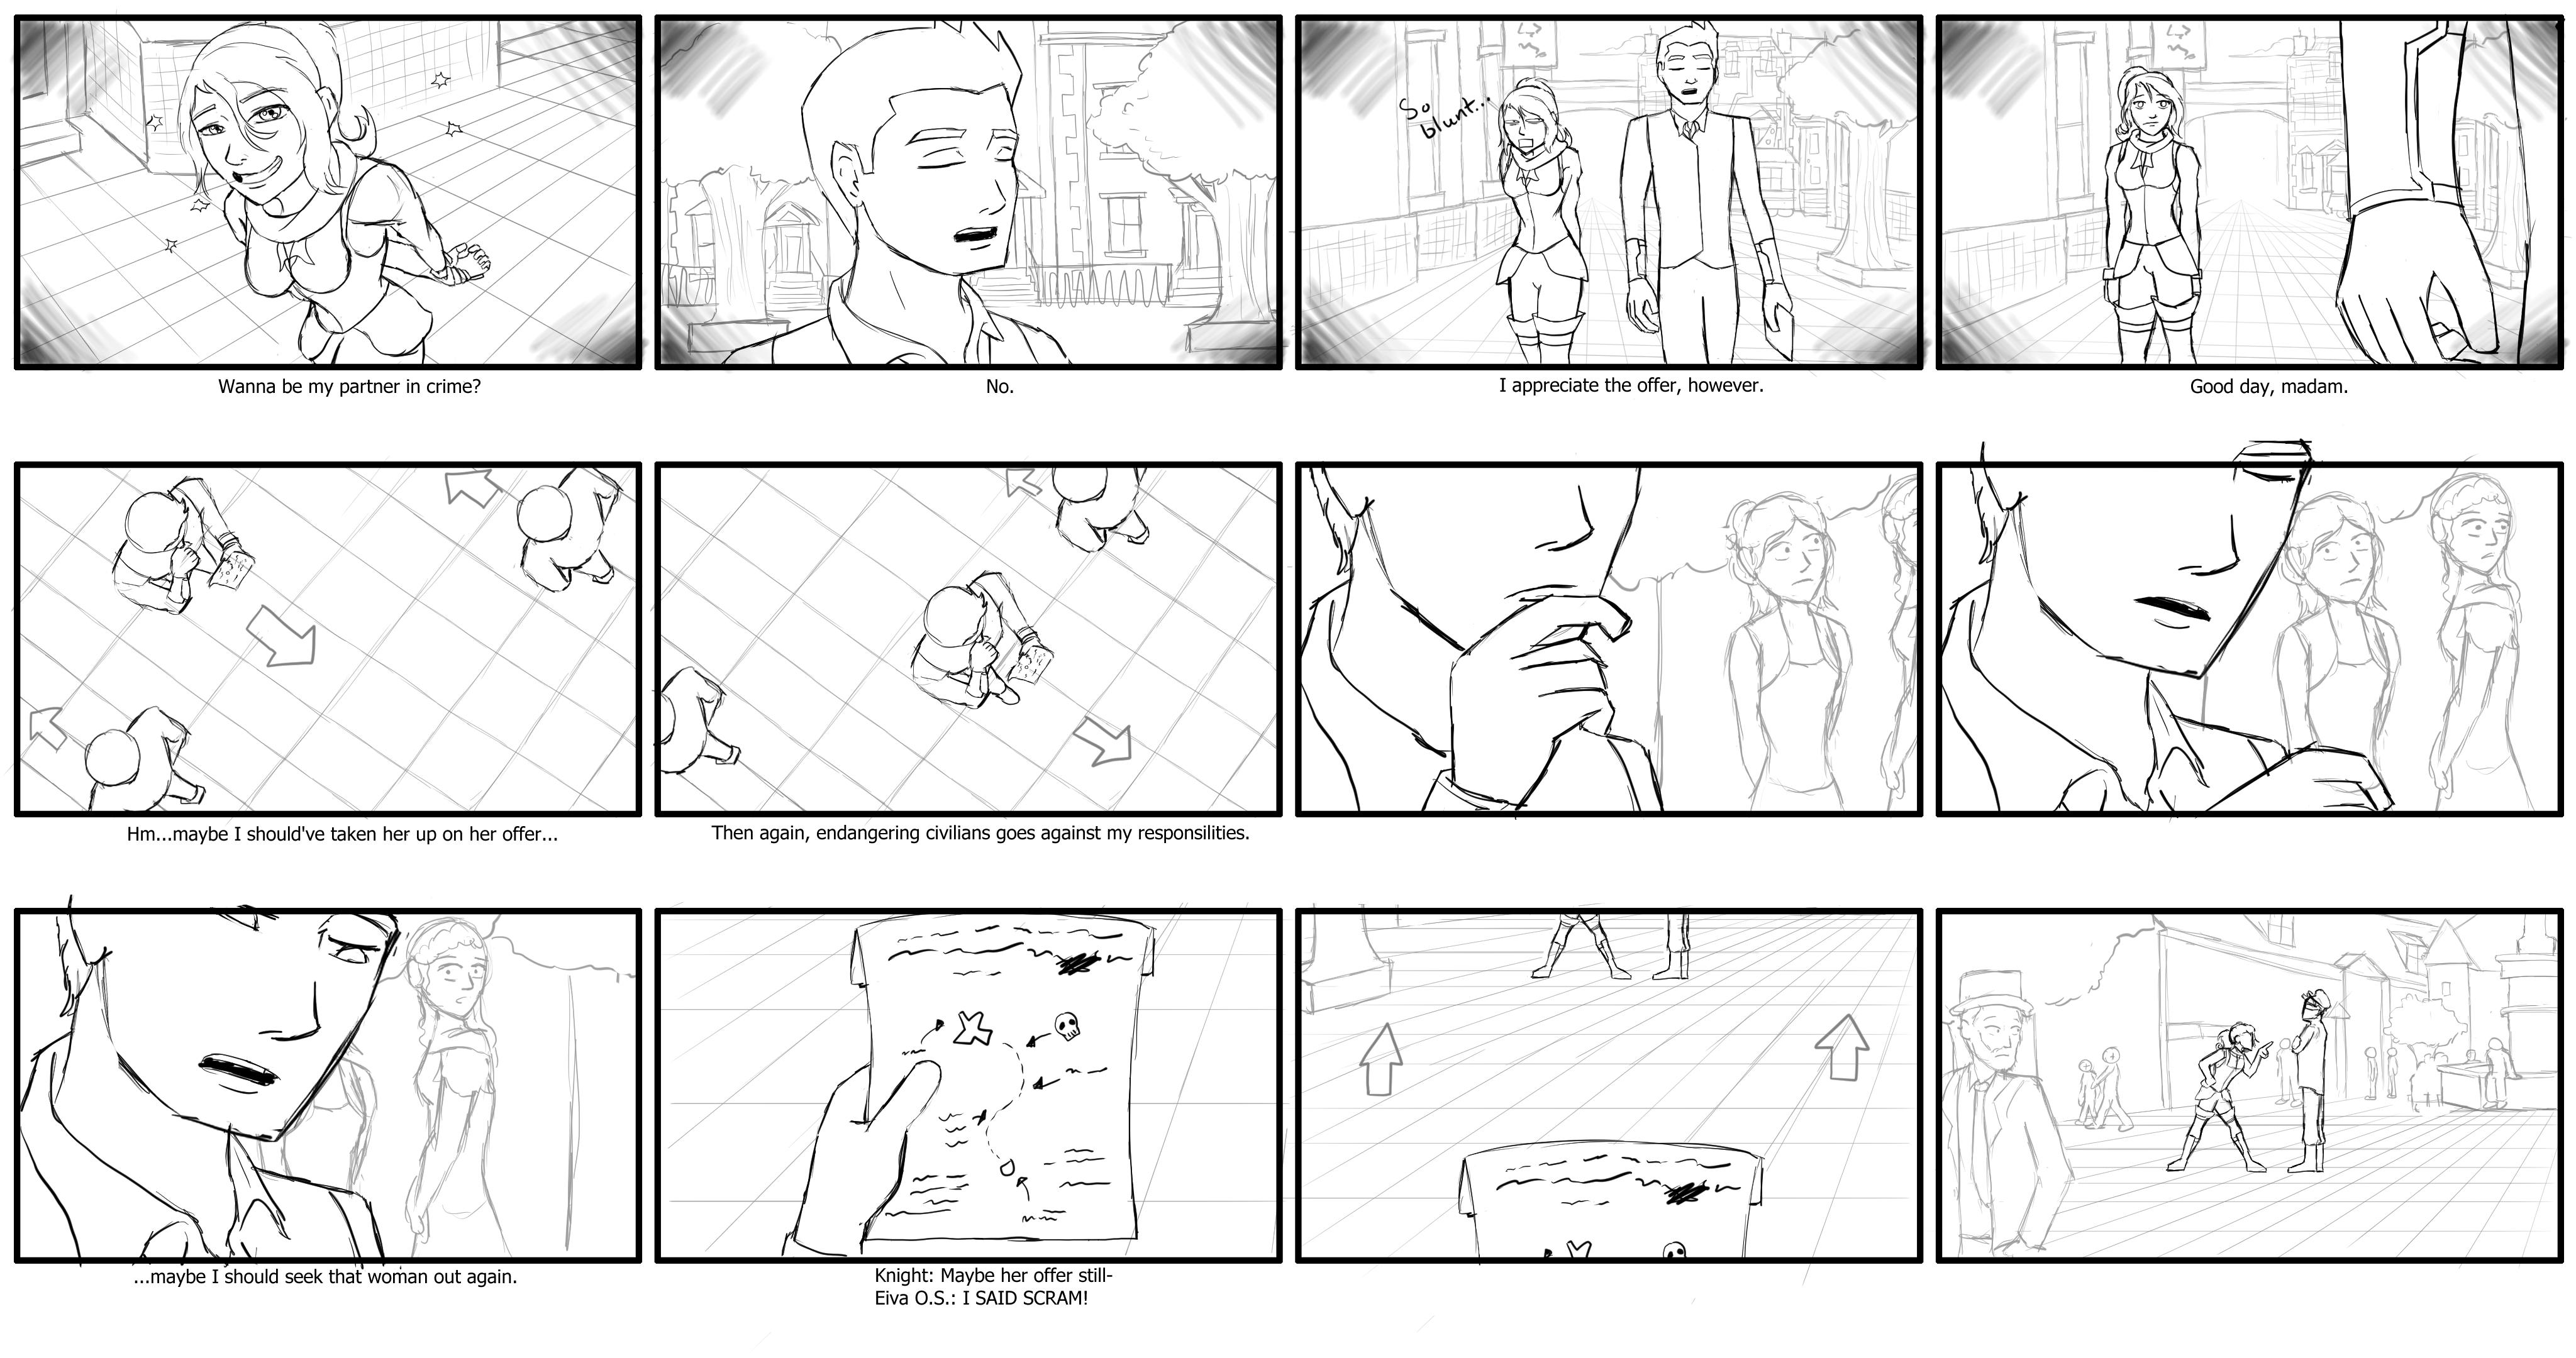 Wanna be my partner in crime?
No.
So
blunt...
I appreciate the offer, however.
Good day, madam.
Hm...maybe I should've taken her up on her offer...
Then again, endangering civilians goes against my responsilities.
...maybe I should seek that woman out again.
Knight: Maybe her offer still-
Eiva O.S.: I SAID SCRAM!